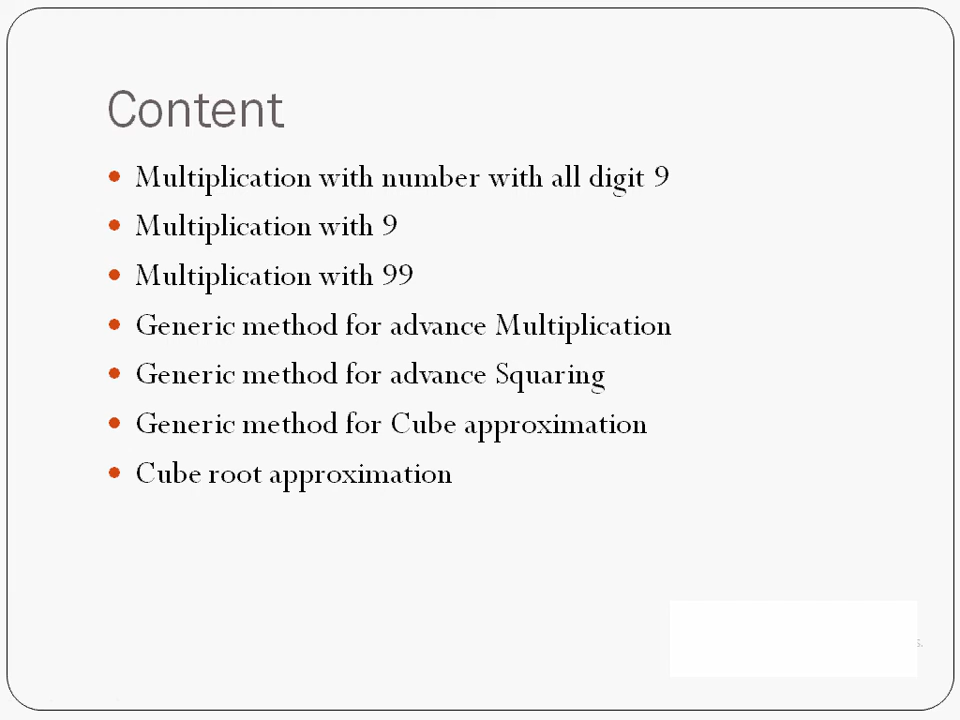 Content
Multiplication with number with all digit 9
Multiplication with 9
Multiplication with 99
Generic method for advance Multiplication
Generic method for advance Squaring
Generic method for Cube approximation
Cube root approximation